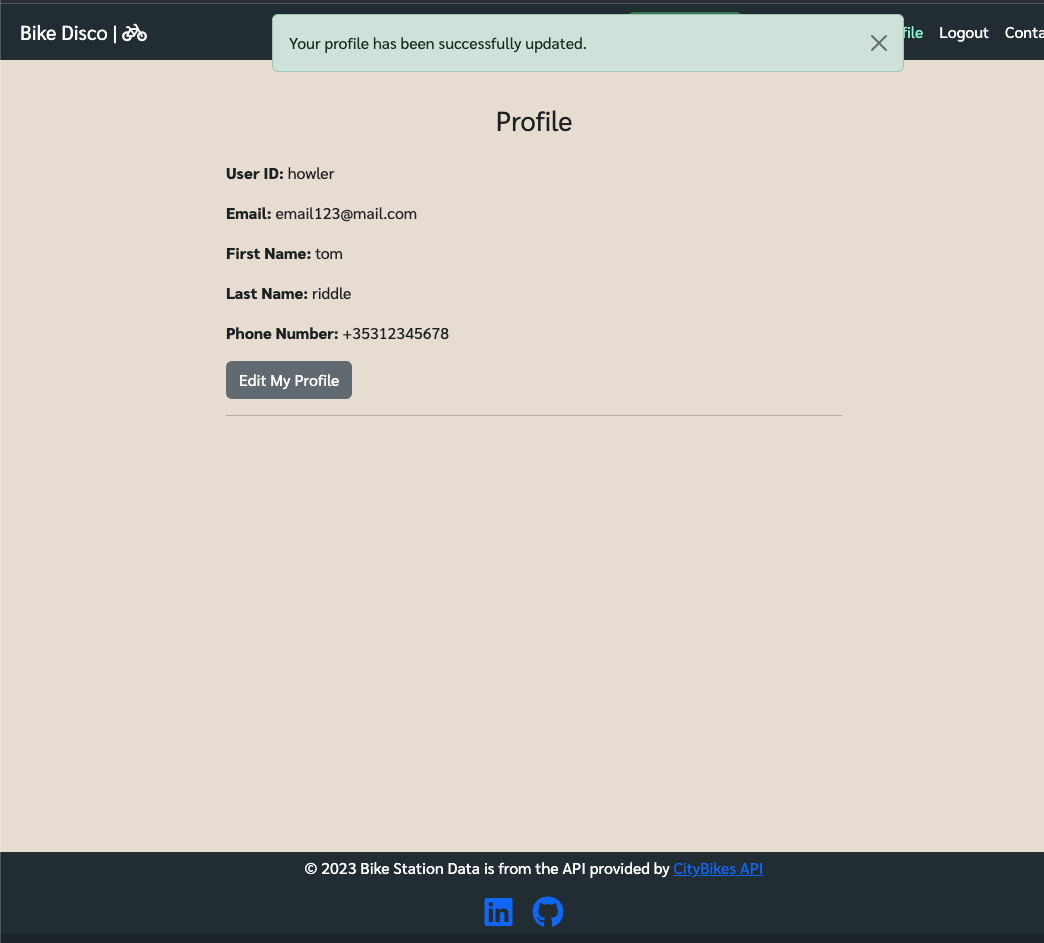 Bike Disco |
Your profile has been successfully updated.
Logout
Profile
User ID: howler
Email: email123@mail.com
First Name: tom
Last Name: riddle
Phone Number: +35312345678
Edit My Profile
© 2023 Bike Station Data is from the API provided by CityBikes API